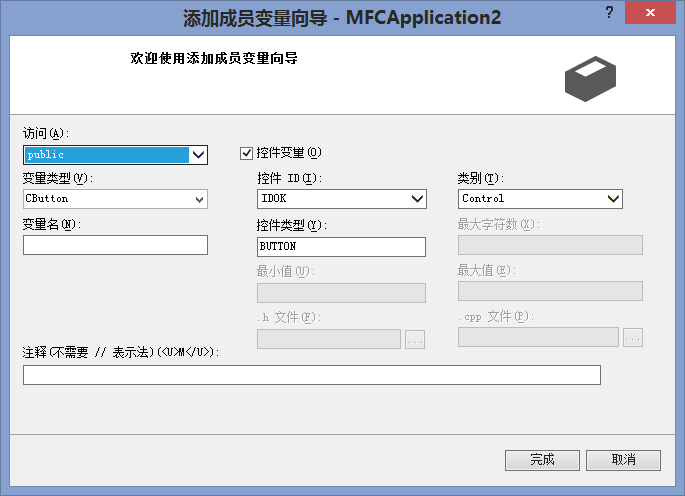 添加成员变量向导 - MFCApplication2
?
欢迎使用添加成员变量向导
访问(A):
public
控件变量(O)
变量类型(V):
控件 ID(I):
类别(T):
CButton
IDOK
Control
变量名(N):
控件类型(Y):
最大字符数(X):
BUTTON
最小值(U):
最大值(E):
.h 文件(F):
.cpp 文件(P):
...
...
注释(不需要 // 表示法)(<U>M</U>):
完成
取消